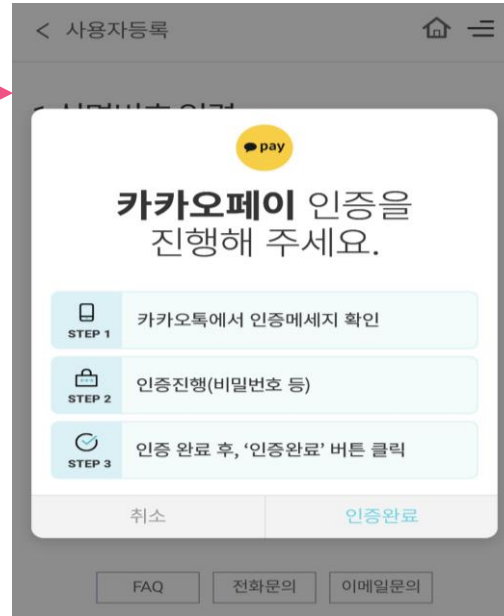 < 사용자등록
pay
카카오페이 인증을
진행해 주세요.
STEP 1
카카오톡에서 인증메세지 확인
STEP 2
인증진행(비밀번호 등)
STEP 3
인증 완료 후, ‘인증완료’ 버튼 클릭
취소
인증완료
FAQ
전화문의
이메일문의